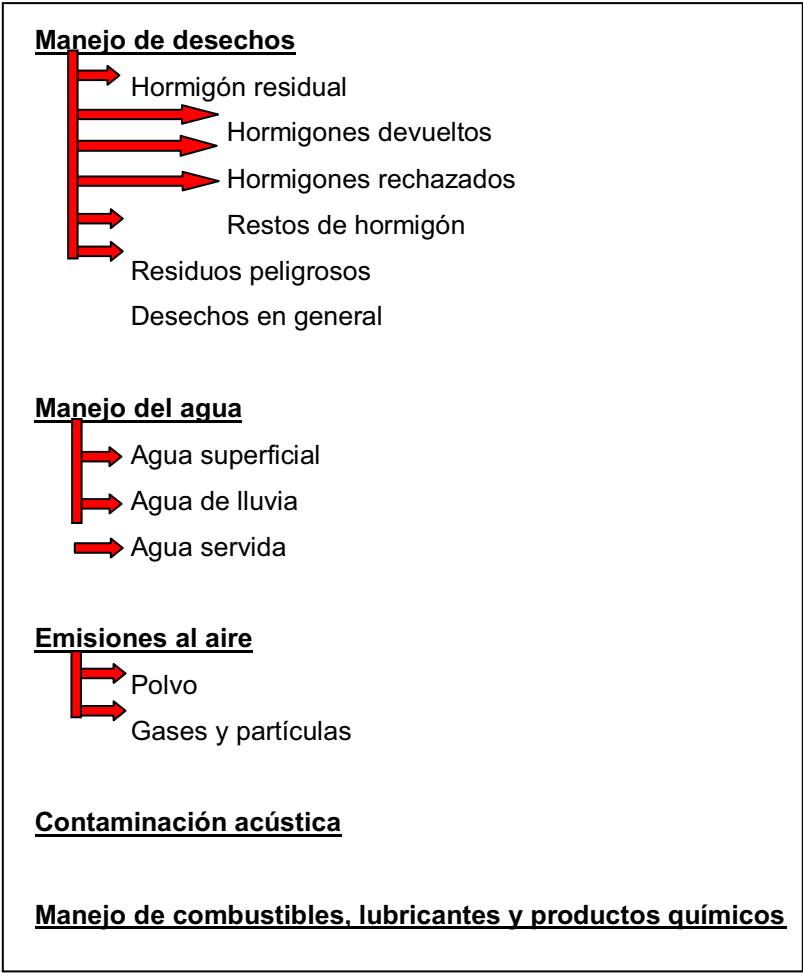 Manejo de desechos
Hormigón residual
Hormigones devueltos
Hormigones rechazados
Restos de hormigón
Residuos peligrosos
Desechos en general
Manejo del agua
Agua superficial
Agua de lluvia
Agua servida
Emisiones al aire
Polvo
Gases y partículas
Contaminación acústica
Manejo de combustibles, lubricantes y productos químicos